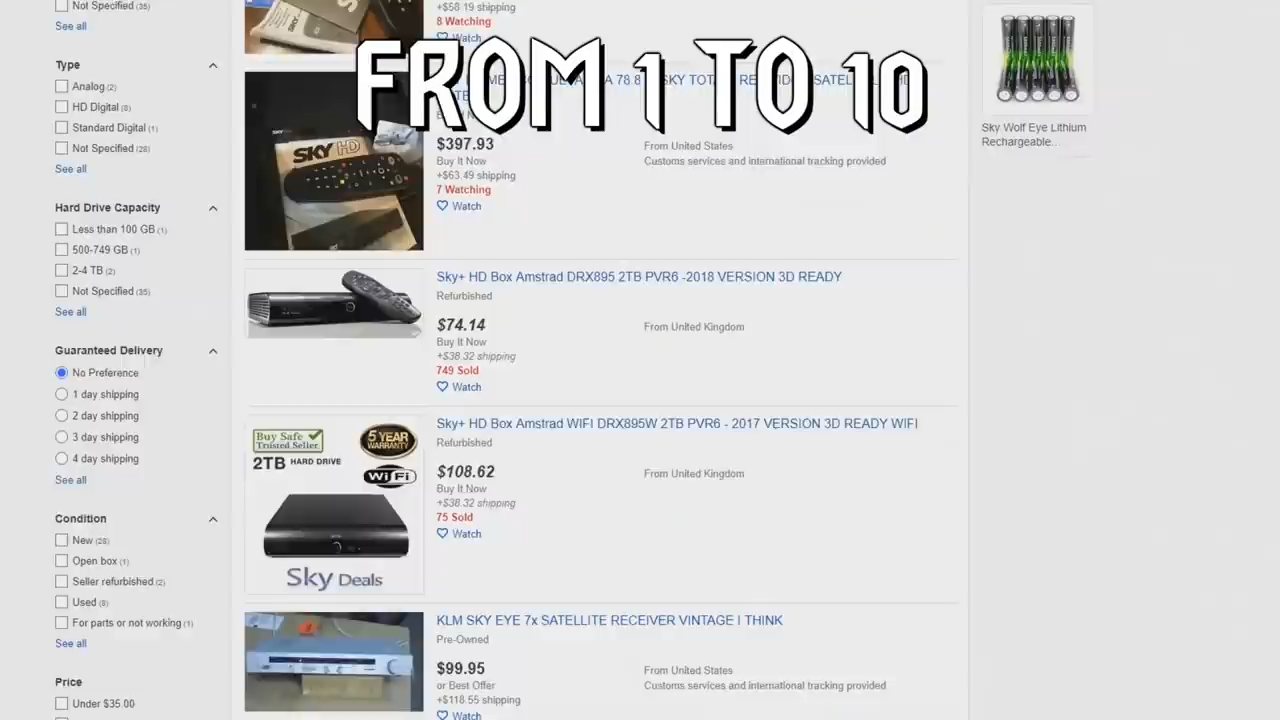 Not Specified (35)
See all
Type
Analog (2)
HD Digital (8)
Standard Digital (1)
Not Specified (28)
See all
Hard Drive Capacity
Less than 100 GB (1)
500-749 GB (1)
2-4 TB (2)
Not Specified (35)
See all
Guaranteed Delivery
No Preference
1 day shipping
2 day shipping
3 day shipping
4 day shipping
See all
Condition
New (28)
Open box (1)
Seller refurbished (2)
Used (8)
For parts or not working (1)
See all
Price
Under $35.00
+$58.19 shipping
8 Watching
Watch
FROM 1 TO 10
78.8
SKY
SKY HD
$397.93
Buy It Now
+$63.49 shipping
7 Watching
Watch
From United States
Customs services and international tracking provided
Sky+ HD Box Amstrad DRX895 2TB PVR6 -2018 VERSION 3D READY
Refurbished
$74.14
Buy It Now
+$38.32 shipping
749 Sold
Watch
From United Kingdom
Sky+ HD Box Amstrad WIFI DRX895W 2TB PVR6 - 2017 VERSION 3D READY WIFI
Refurbished
$108.62
Buy It Now
+$38.32 shipping
75 Sold
Watch
From United Kingdom
Buy Safe
Trusted Seller
5 YEAR
WARRANTY
2TB HARD DRIVE
WiFi
Sky Deals
KLM SKY EYE 7x SATELLITE RECEIVER VINTAGE I THINK
Pre-Owned
$99.95
or Best Offer
+$118.55 shipping
Watch
From United States
Customs services and international tracking provided
Sky Wolf Eye Lithium
Rechargeable...